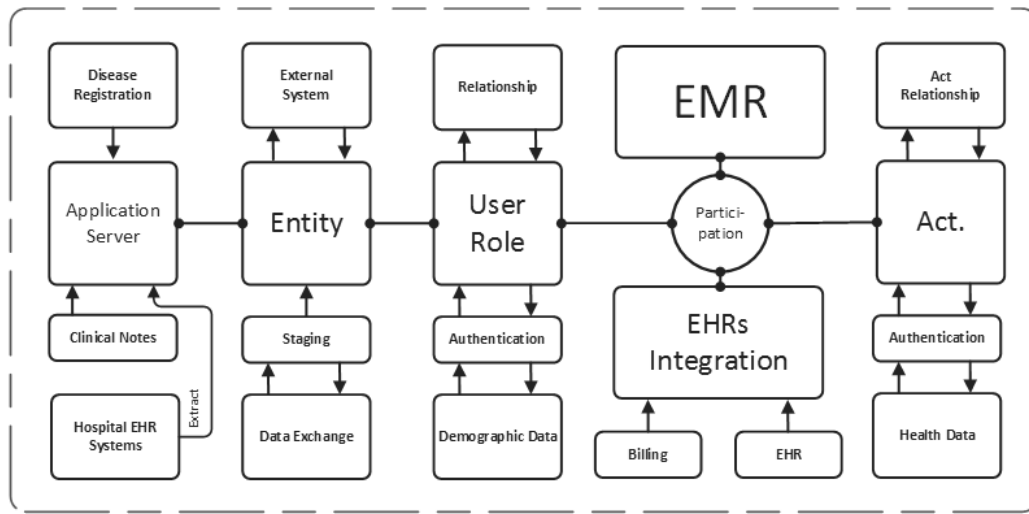 Disease
Registration
External
System
Relationship
EMR
Act
Relationship
Application
Server
Entity
User
Role
Partici-
pation
Act.
Clinical Notes
Staging
Authentication
EHRs
Integration
Authentication
Extract
Hospital EHR
Systems
Data Exchange
Demographic Data
Billing
EHR
Health Data